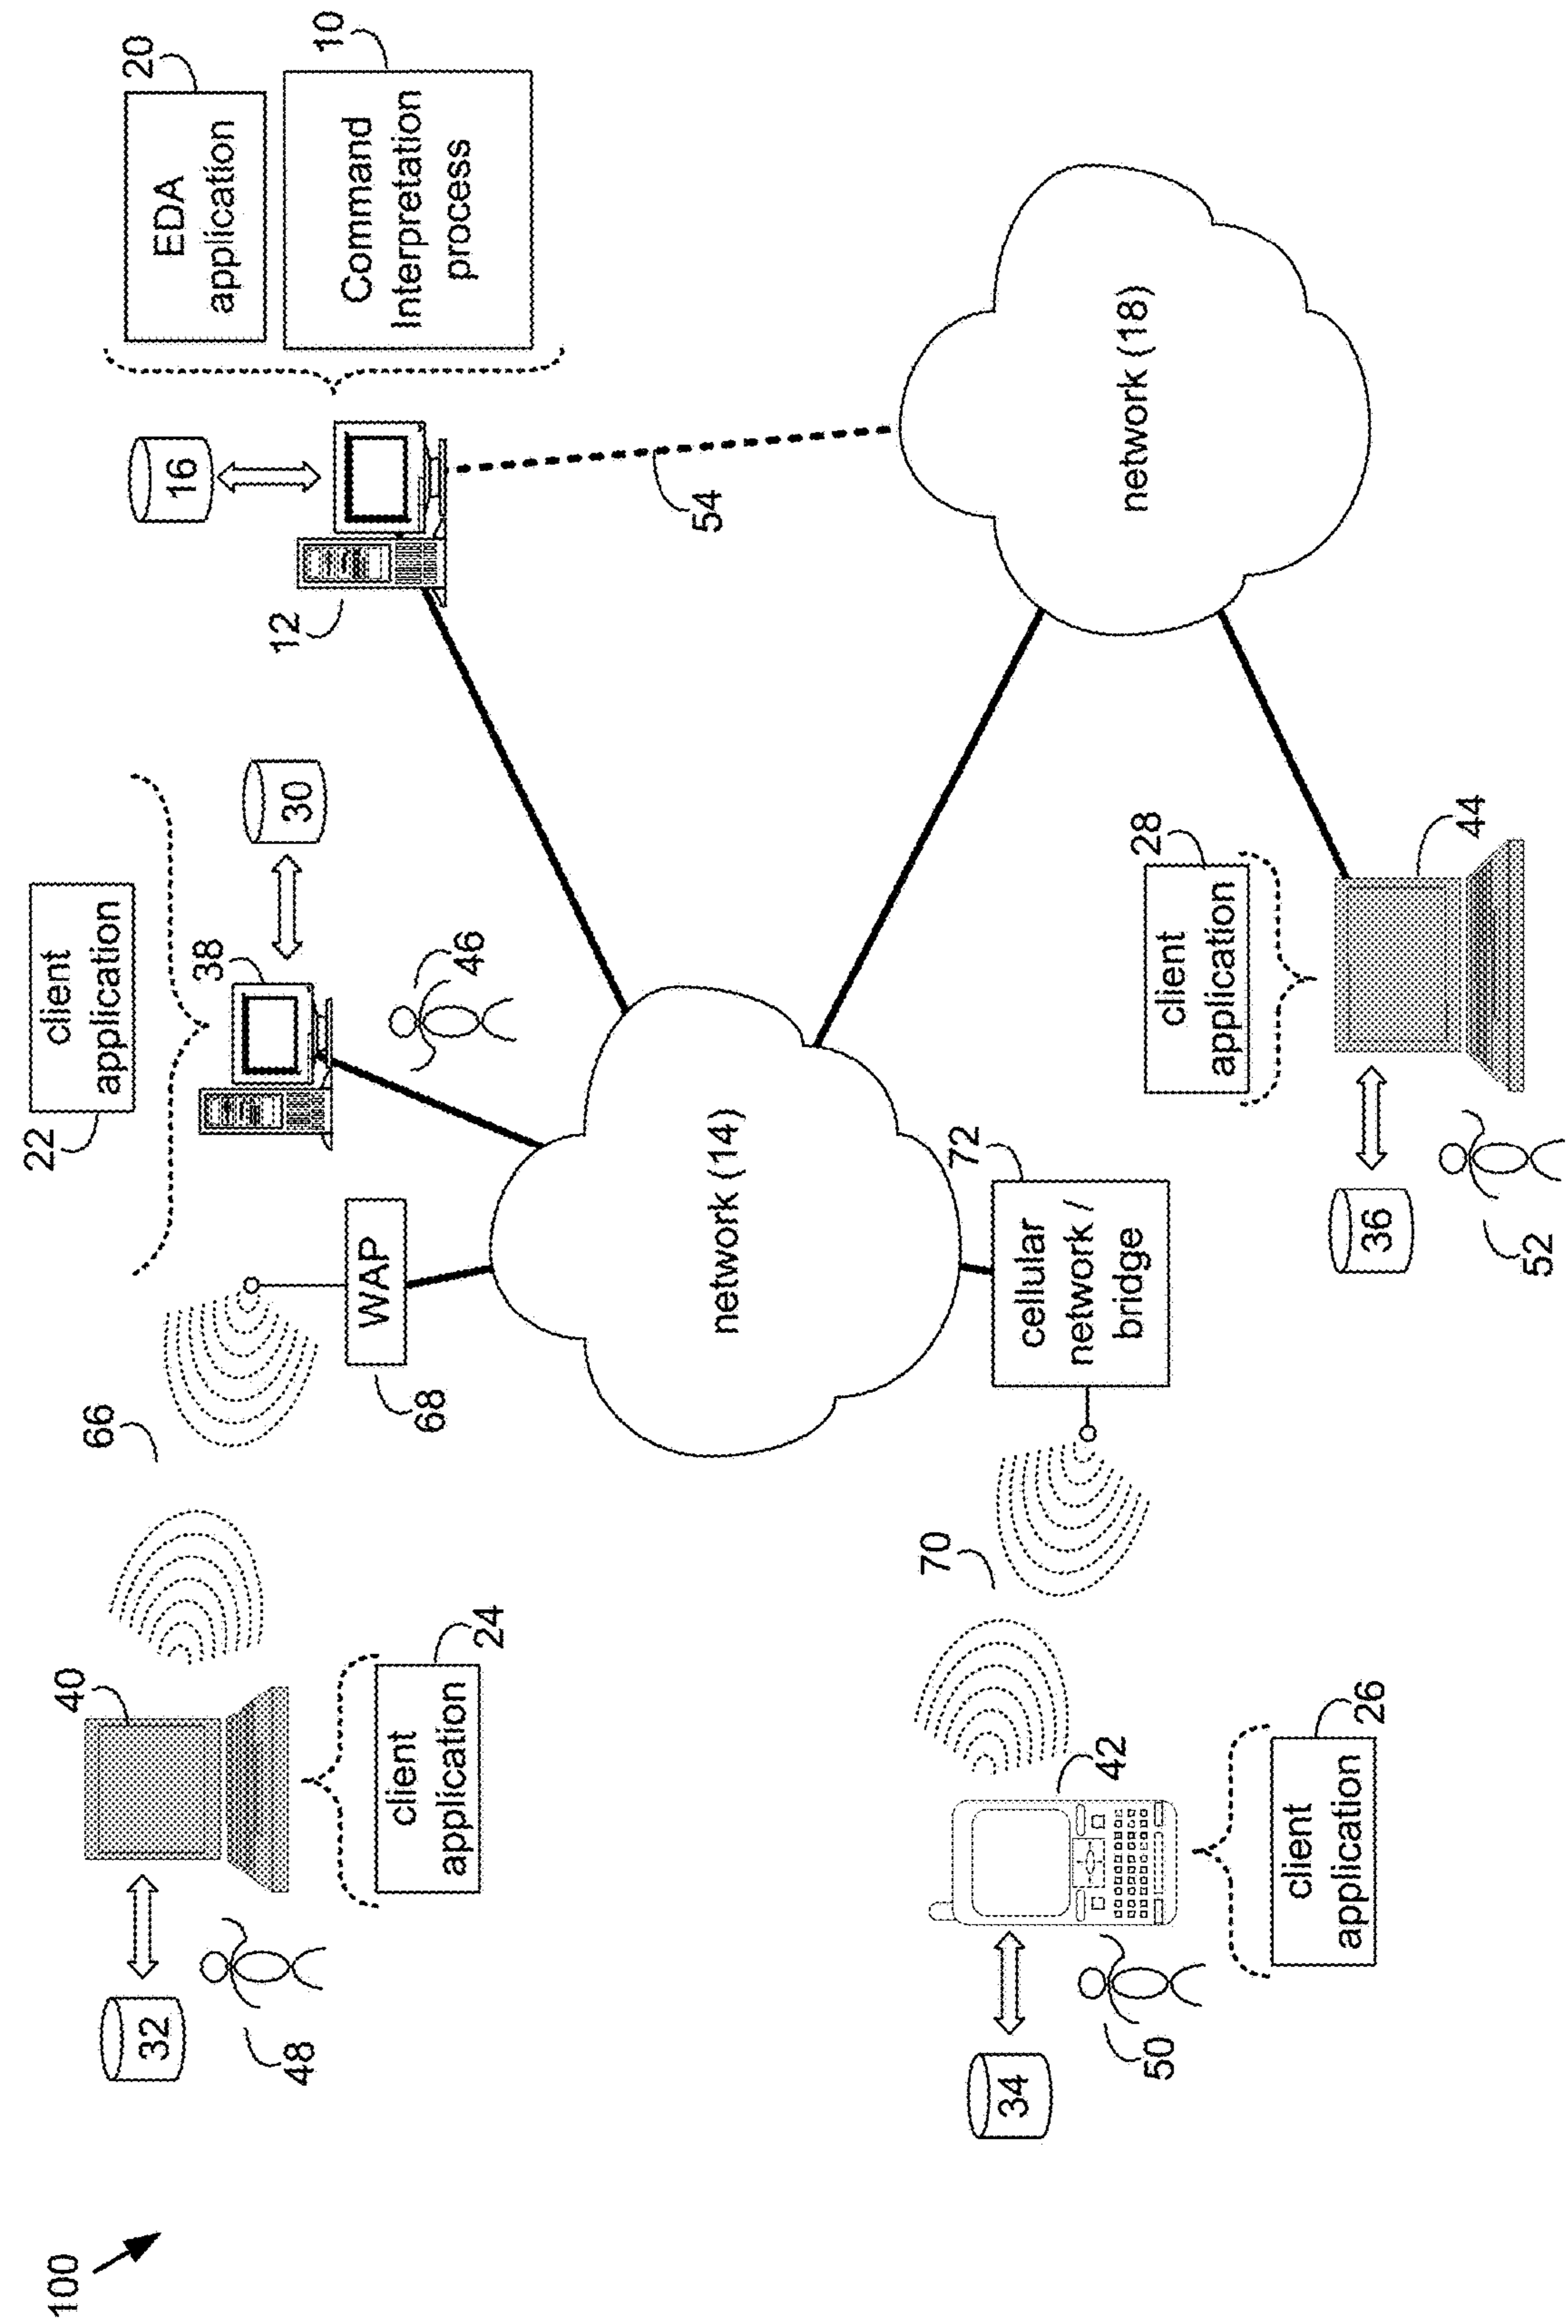 100
32
48
40
66
client
application
24
22
client
application
38
30
46
WAP
68
16
12
EDA
application
20
Command
Interpretation
process
10
54
network (14)
network (18)
34
50
42
70
client
application
26
cellular
network /
bridge
72
client
application
28
36
52
44